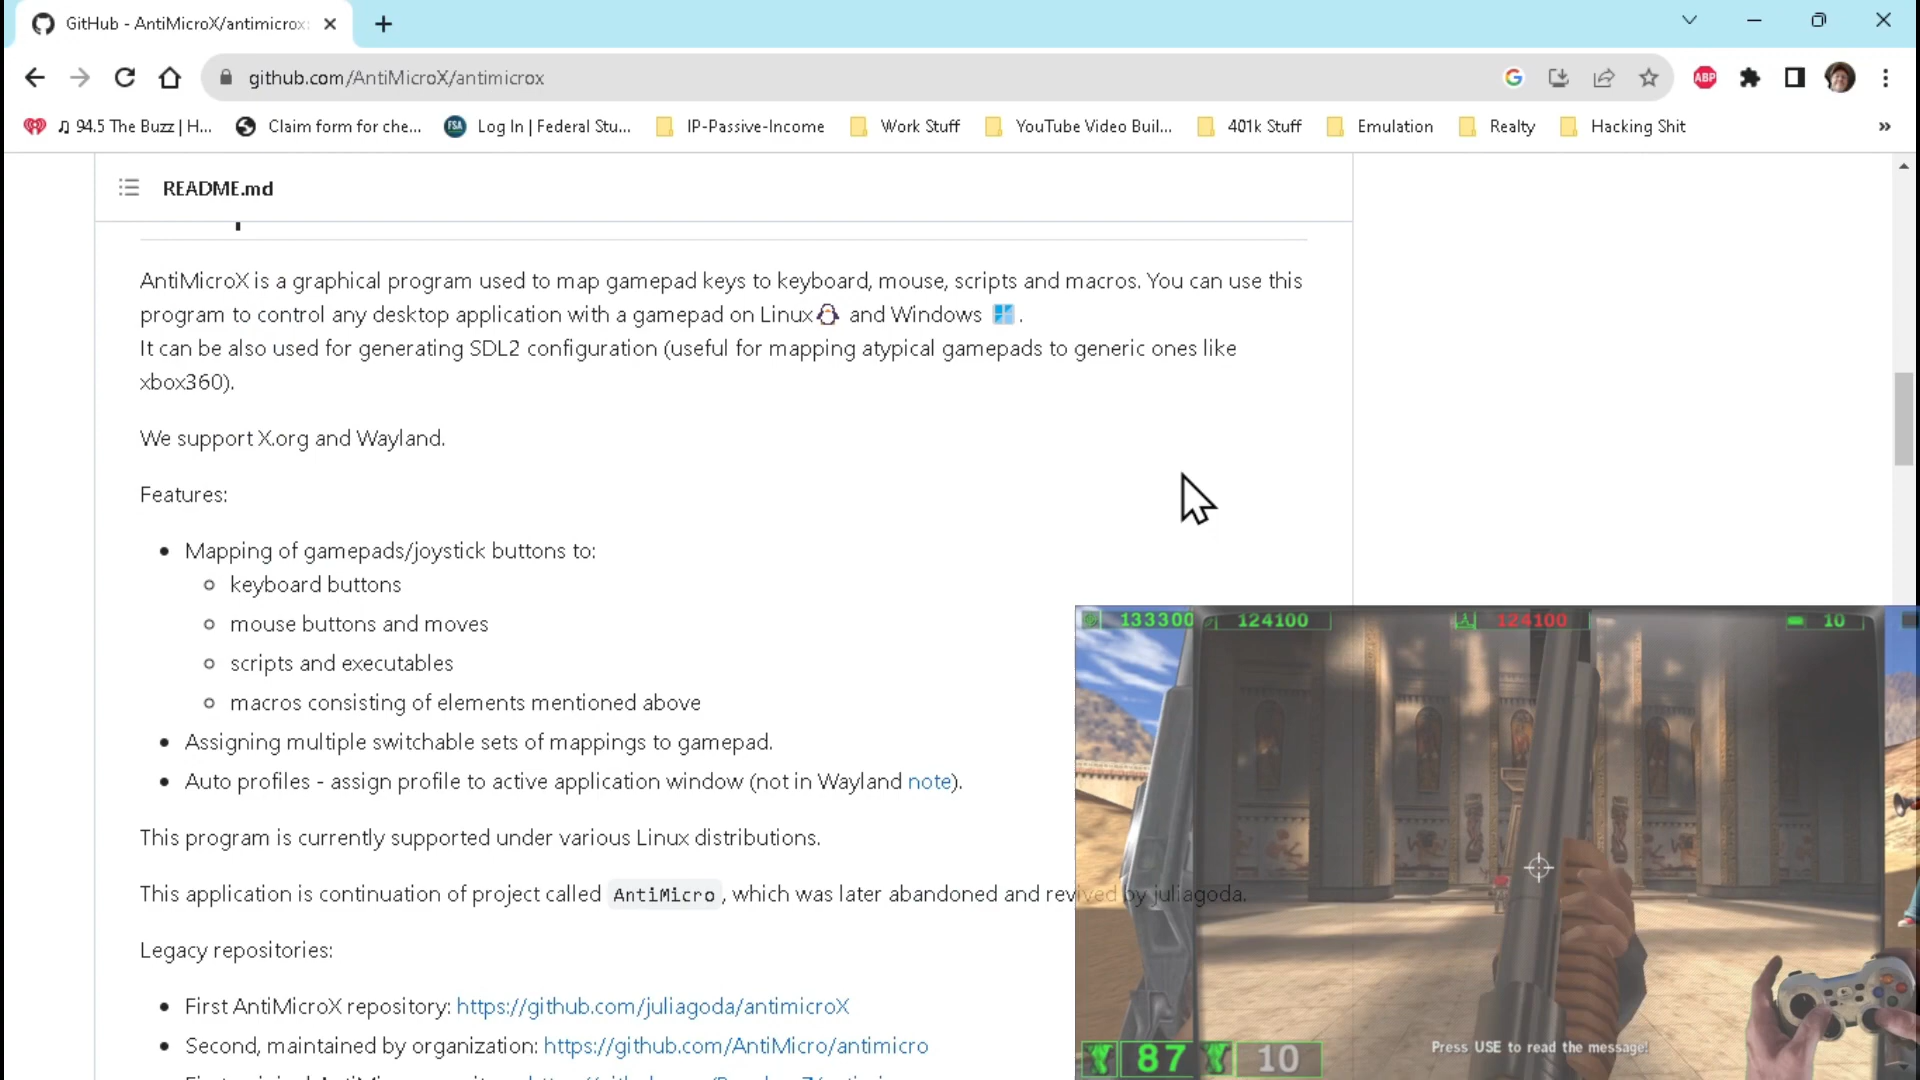 GitHub - AntiMicroX/antimicrox:
github.com/AntiMicroX/antimicrox
ABP
94.5 The Buzz | H...
Claim form for che...
FSA
Log In | Federal Stu...
IP-Passive-Income
Work Stuff
YouTube Video Buil...
401k Stuff
Emulation
Realty
Hacking Shit
README.md
AntiMicroX is a graphical program used to map gamepad keys to keyboard, mouse, scripts and macros. You can use this
program to control any desktop application with a gamepad on Linux and Windows .
It can be also used for generating SDL2 configuration (useful for mapping atypical gamepads to generic ones like
xbox360).
We support X.org and Wayland.
Features:
Mapping of gamepads/joystick buttons to:
keyboard buttons
mouse buttons and moves
scripts and executables
macros consisting of elements mentioned above
Assigning multiple switchable sets of mappings to gamepad.
Auto profiles - assign profile to active application window (not in Wayland note).
This program is currently supported under various Linux distributions.
This application is continuation of project called AntiMicro, which was later abandoned and revived by juliagoda.
Legacy repositories:
First AntiMicroX repository: https://github.com/juliagoda/antimicroX
Second, maintained by organization: https://github.com/AntiMicro/antimicro
133300
124100
124100
10
Press USE to read the message!
87
10